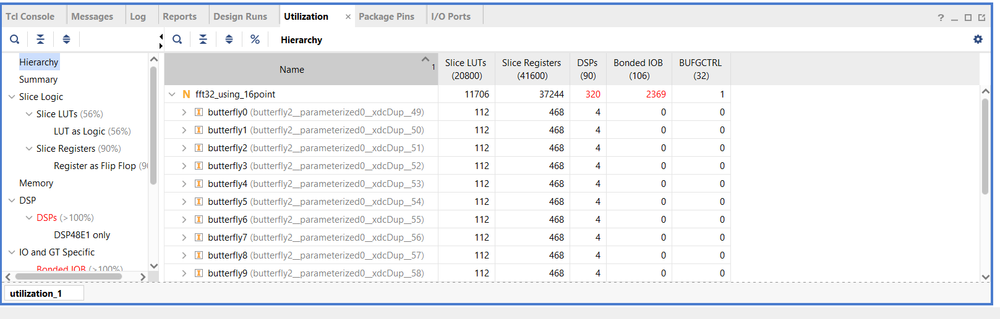 Tcl Console Messages Log Reports Design Runs Utilization × Package Pins I/O Ports ?
% Hierarchy
Hierarchy
Summary
Slice Logic
Slice LUTs (56%)
LUT as Logic (56%)
Slice Registers (90%)
Register as Flip Flop (90
Memory
DSP
DSPs (>100%)
DSP48E1 only
IO and GT Specific
Bonded IOB (>100%)
Name 1 Slice LUTs (20800) Slice Registers (41600) DSPs (90) Bonded IOB (106) BUFGCTRL (32)
N fft32_using_16point 11706 37244 320 2369 1
I butterfly0 (butterfly2__parameterized0__xdcDup__49) 112 468 4 0 0
I butterfly1 (butterfly2__parameterized0__xdcDup__50) 112 468 4 0 0
I butterfly2 (butterfly2__parameterized0__xdcDup__51) 112 468 4 0 0
I butterfly3 (butterfly2__parameterized0__xdcDup__52) 112 468 4 0 0
I butterfly4 (butterfly2__parameterized0__xdcDup__53) 112 468 4 0 0
I butterfly5 (butterfly2__parameterized0__xdcDup__54) 112 468 4 0 0
I butterfly6 (butterfly2__parameterized0__xdcDup__55) 112 468 4 0 0
I butterfly7 (butterfly2__parameterized0__xdcDup__56) 112 468 4 0 0
I butterfly8 (butterfly2__parameterized0__xdcDup__57) 112 468 4 0 0
I butterfly9 (butterfly2__parameterized0__xdcDup__58) 112 468 4 0 0
utilization_1